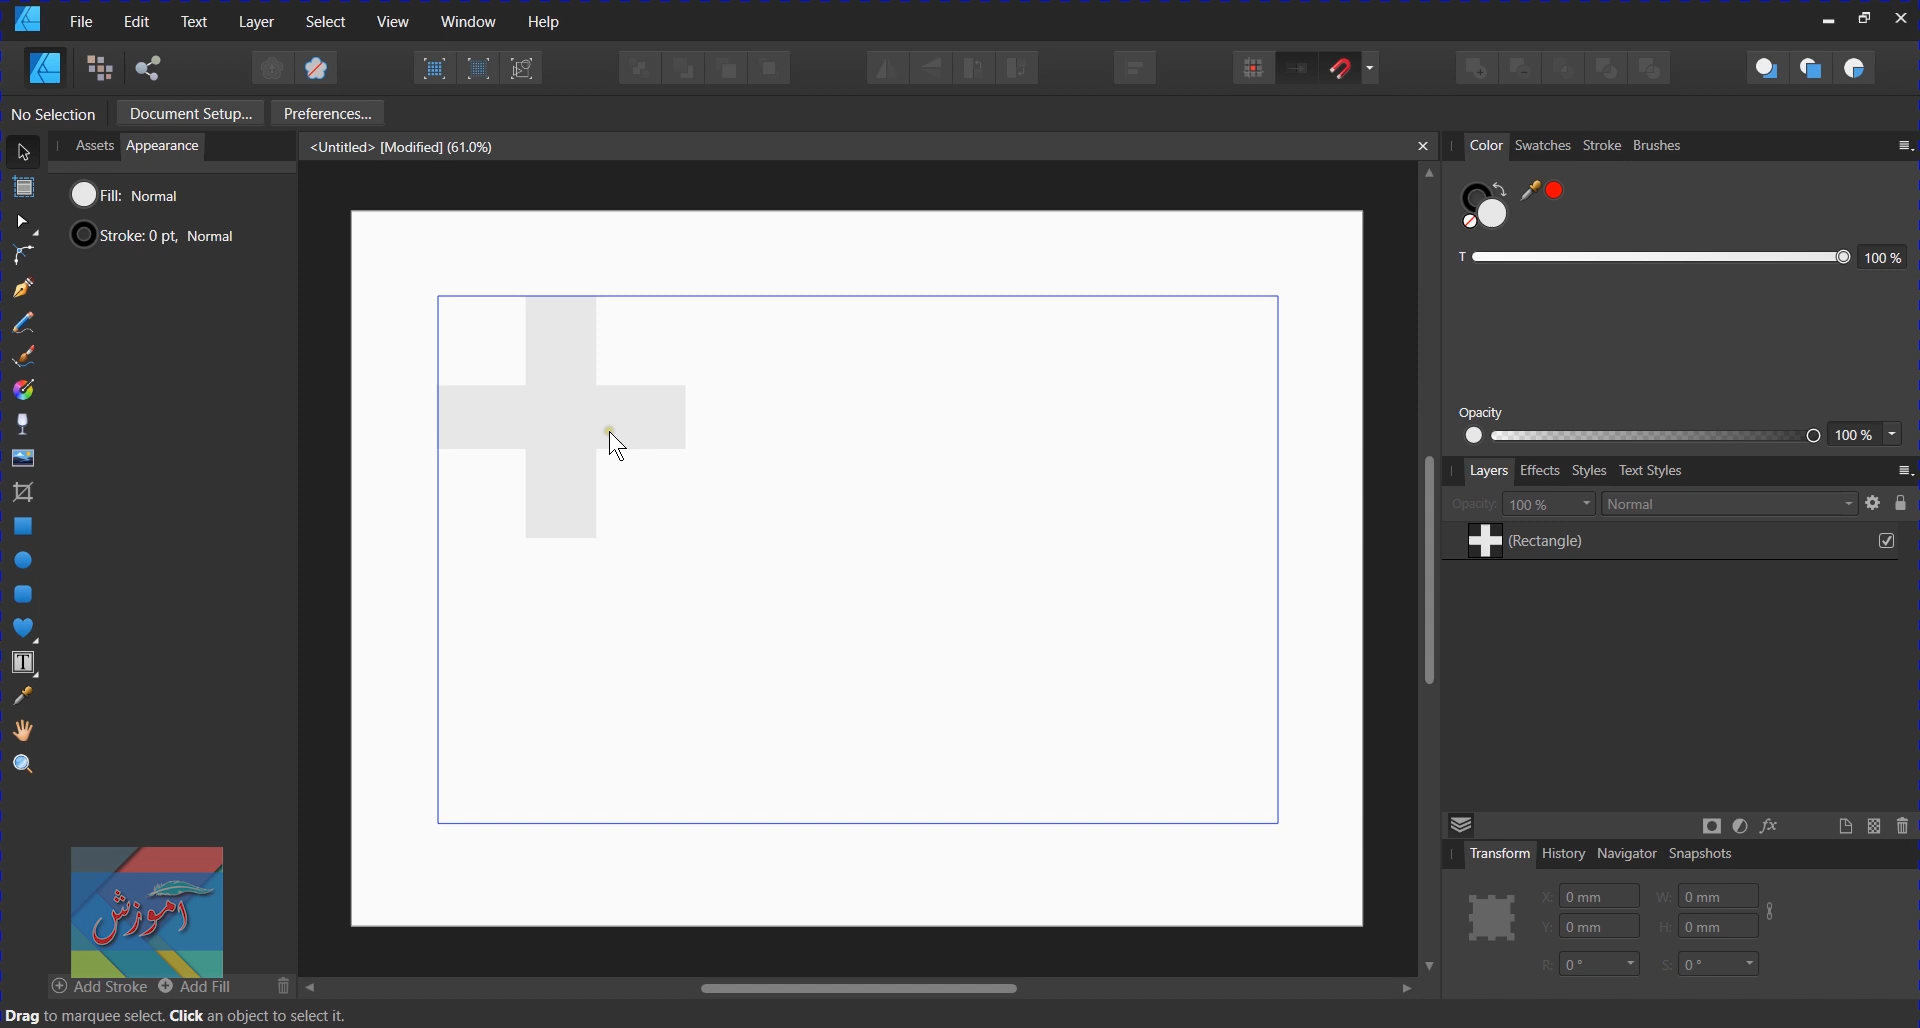 File Edit Text Layer Select View Window Help
No Selection Document Setup... Preferences...
Assets Appearance
<Untitled> [Modified] (61.0%)
Color Swatches Stroke Brushes
Fill: Normal
Stroke: 0 pt, Normal
T 100 %
Opacity
100 %
Layers Effects Styles Text Styles
Opacity: 100 % Normal
(Rectangle)
fx
Transform History Navigator Snapshots
X: 0 mm W: 0 mm
Y: 0 mm H: 0 mm
R: 0 ° S: 0 °
آموزش
Add Stroke Add Fill
Drag to marquee select. Click an object to select it.